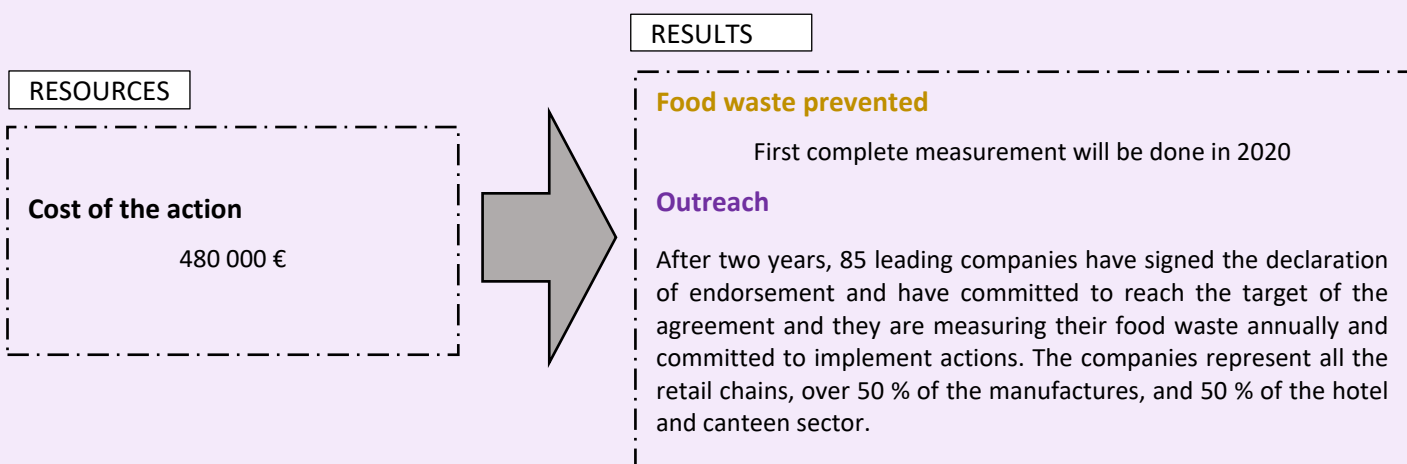 RESOURCES
Cost of the action
480 000 €
RESULTS
Food waste prevented
First complete measurement will be done in 2020
Outreach
After two years, 85 leading companies have signed the declaration
of endorsement and have committed to reach the target of the
agreement and they are measuring their food waste annually and
committed to implement actions. The companies represent all the
retail chains, over 50 % of the manufactures, and 50 % of the hotel
and canteen sector.